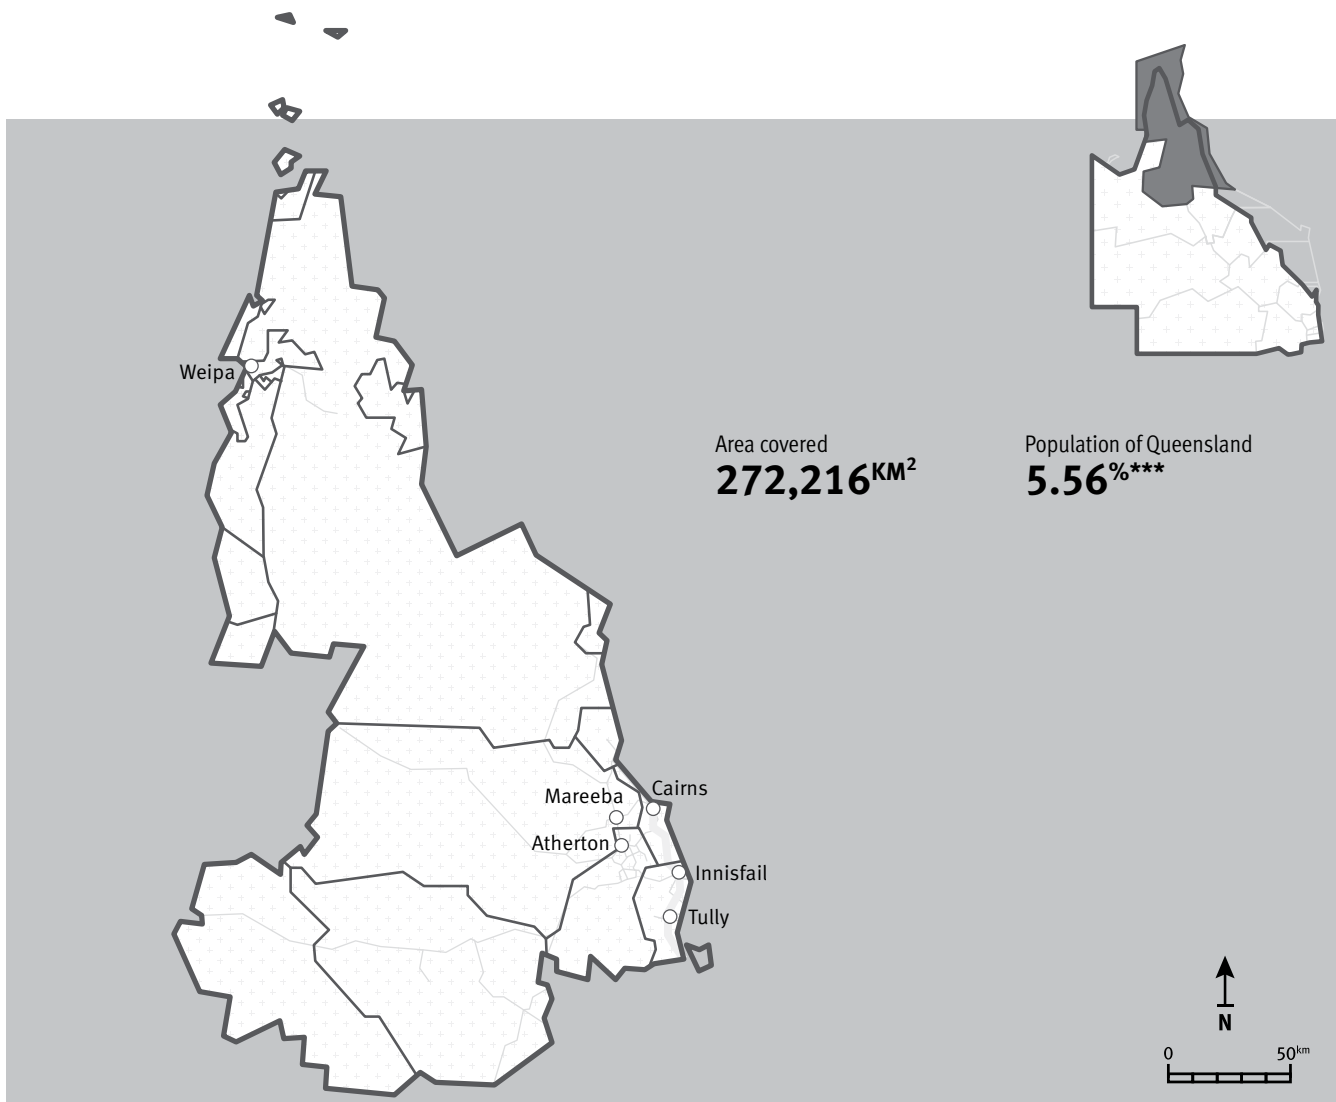 Weipa
Area covered
272,216KM²
Population of Queensland
5.56%***
Cairns
Mareeba
Atherton
Innisfail
Tully
N
0 50km